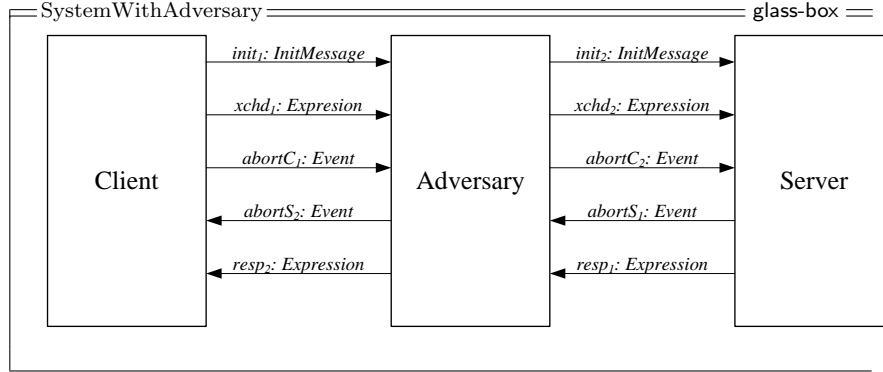 SystemWithAdversary glass-box
init₁: InitMessage init₂: InitMessage
xchd₁: Expresion xchd₂: Expression
abortC₁: Event abortC₂: Event
Client Adversary Server
abortS₂: Event abortS₁: Event
resp₂: Expression resp₁: Expression